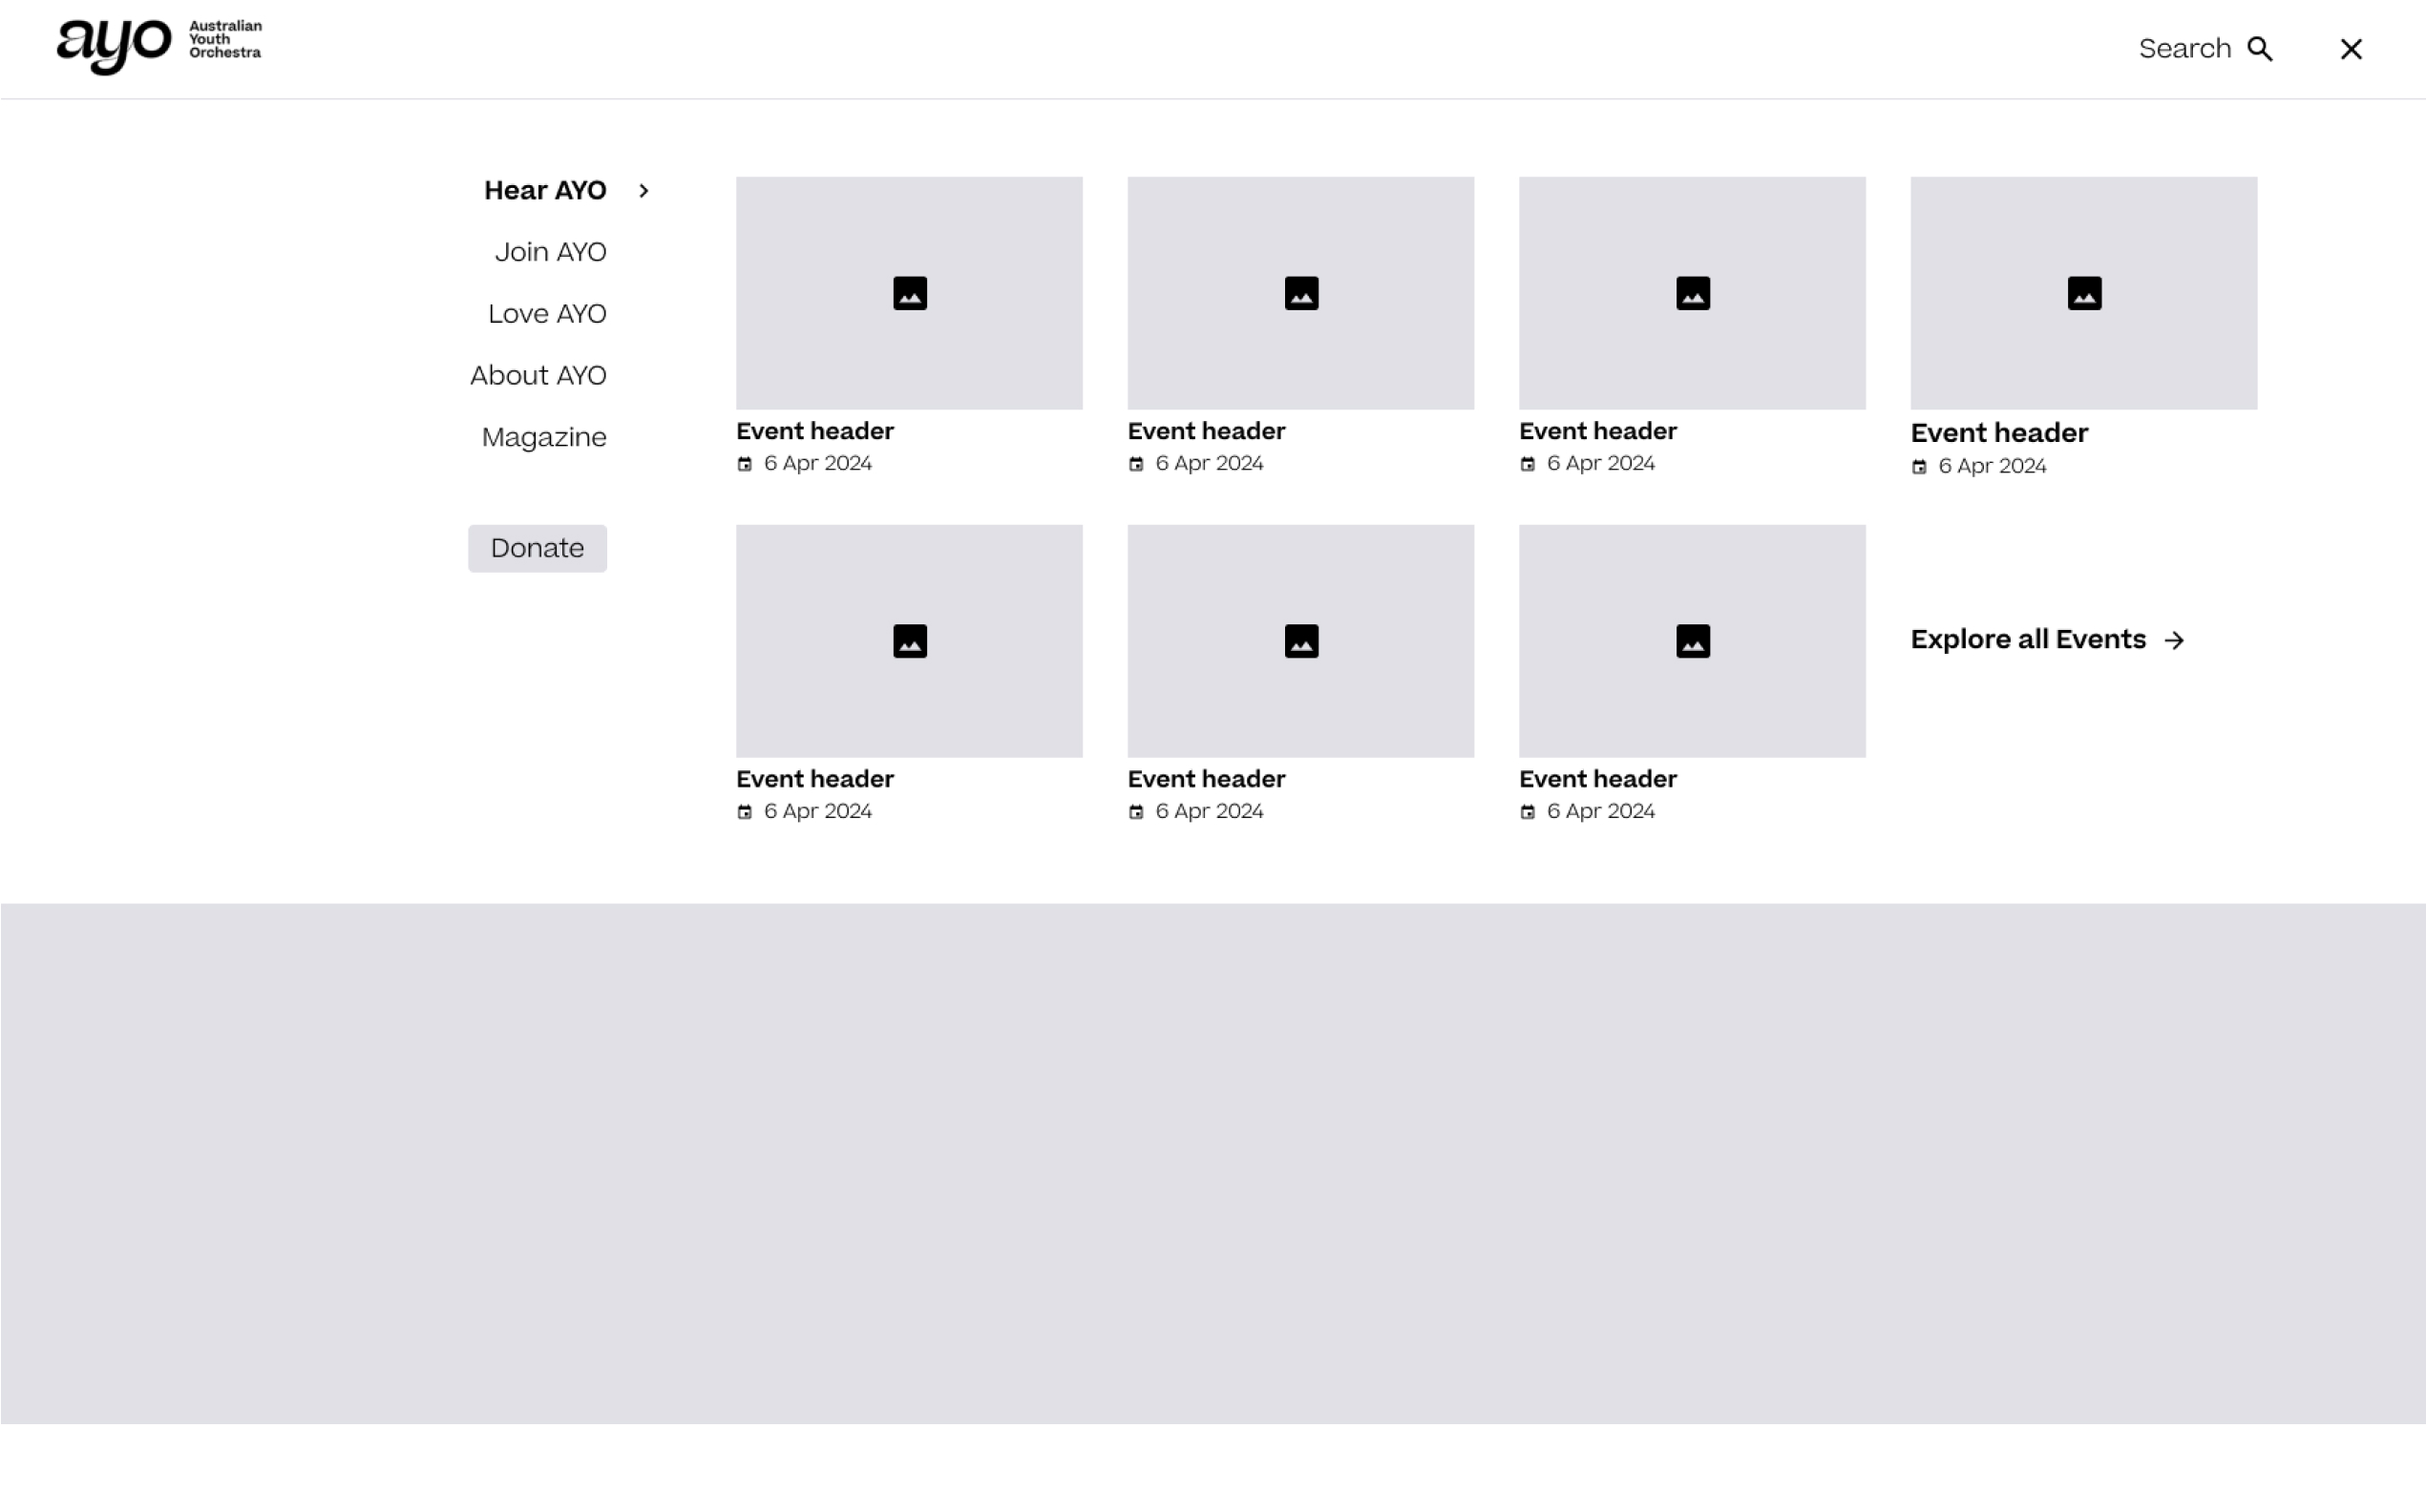 ayo
Australian
Youth
Orchestra
Search
Hear AYO
Join AYO
Love AYO
About AYO
Magazine
Donate
Event header
6 Apr 2024
Event header
6 Apr 2024
Event header
6 Apr 2024
Event header
6 Apr 2024
Event header
6 Apr 2024
Event header
6 Apr 2024
Event header
6 Apr 2024
Explore all Events